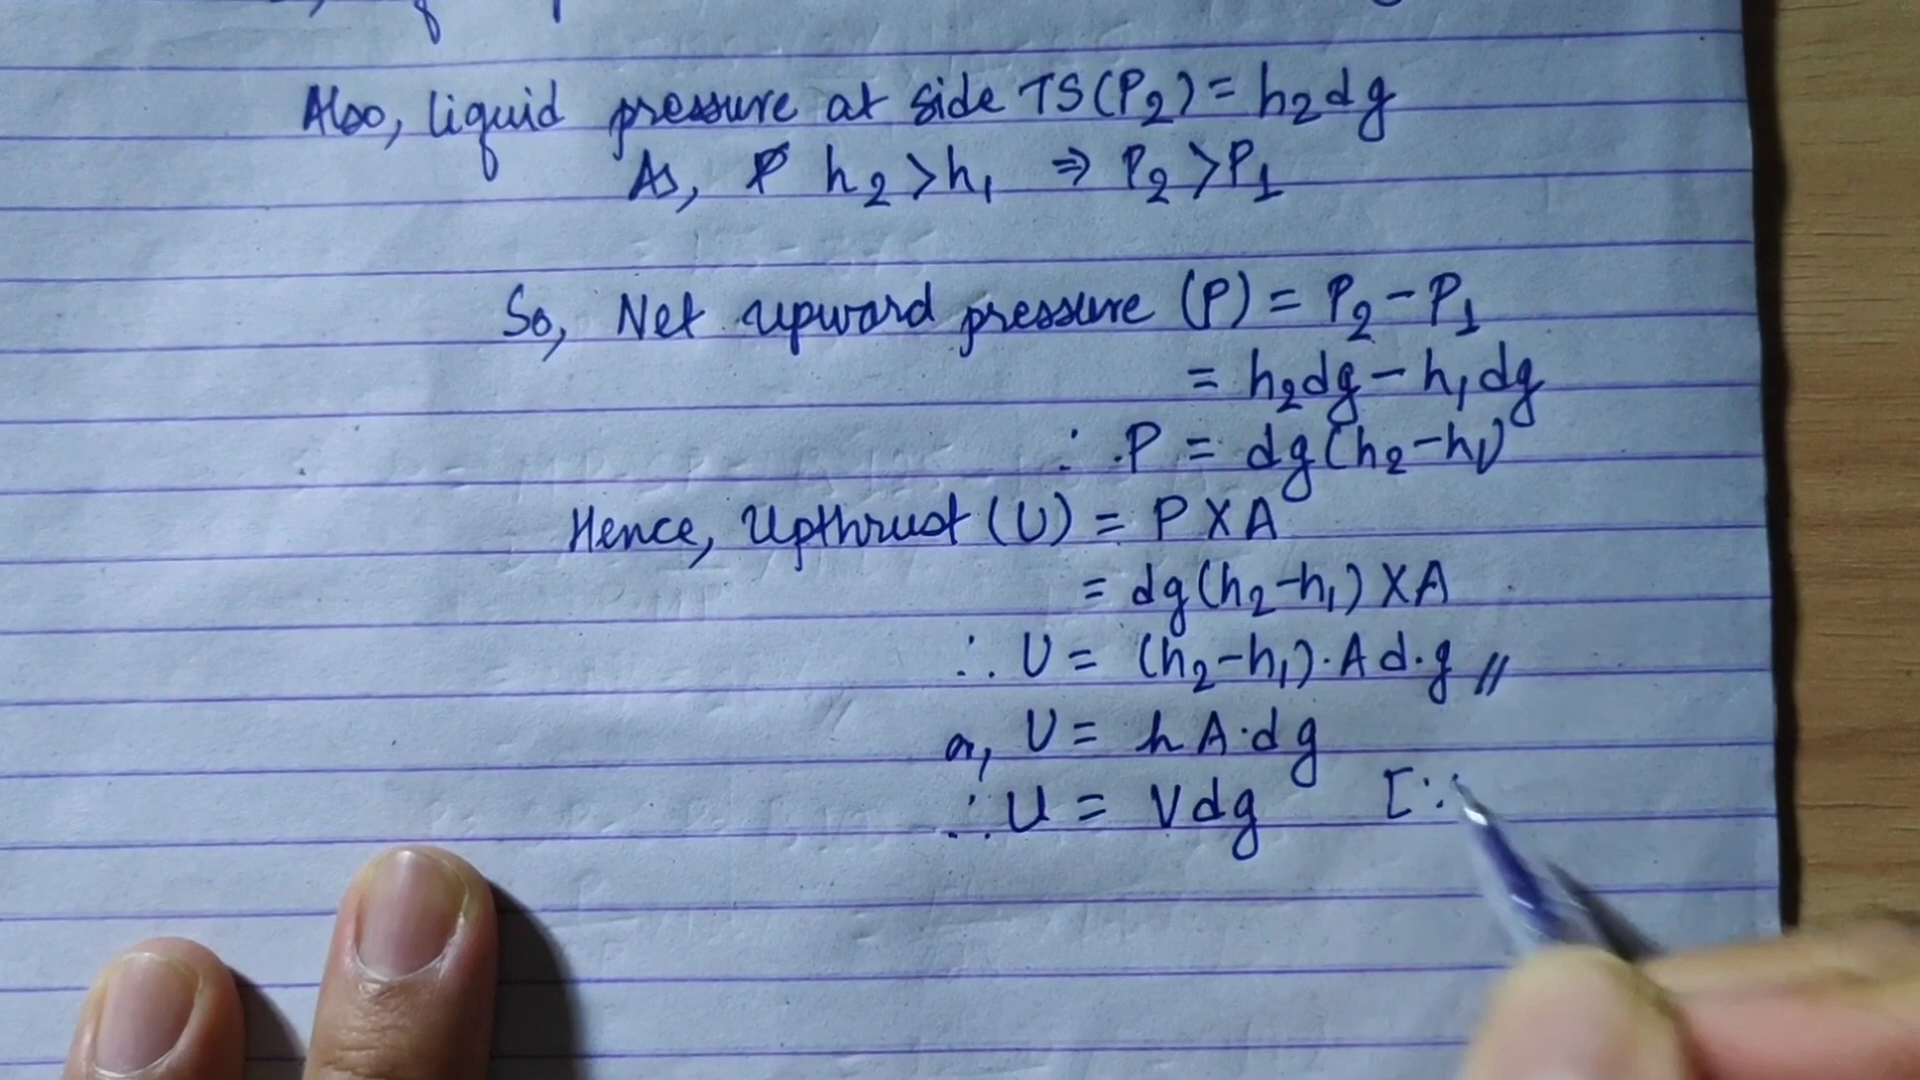 Also, liquid pressure at side TS(P₂) = h₂dg
As, h₂ > h₁ ⇒ P₂ > P₁
So, Net upward pressure (P) = P₂ - P₁
= h₂dg - h₁dg
∴ P = dg(h₂-h₁)
Hence, Upthrust (U) = P X A
= dg(h₂-h₁) X A
∴ U = (h₂-h₁)·A d·g //
or, U = h A·dg
∴ U = Vdg [∵